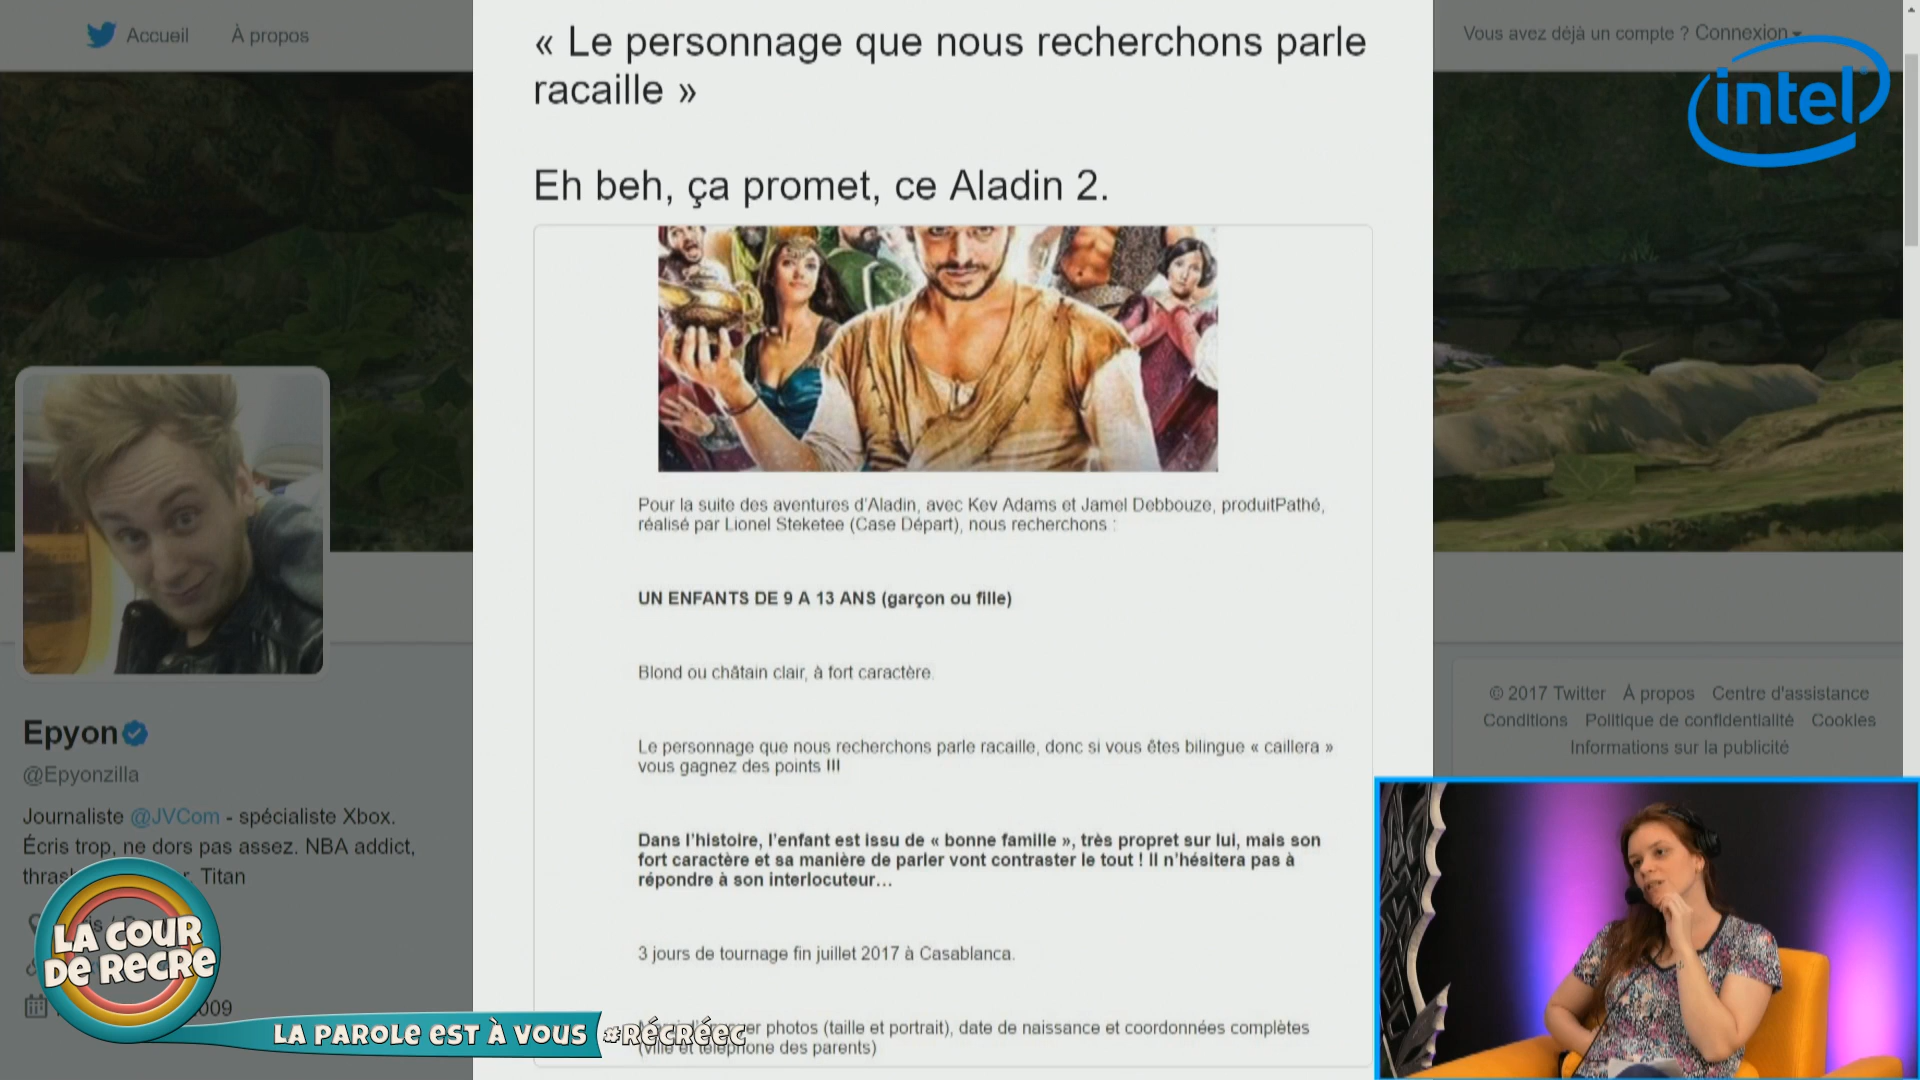 Accueil À propos
Vous avez déjà un compte ? Connexion
intel
« Le personnage que nous recherchons parle
racaille »
Eh beh, ça promet, ce Aladin 2.
Pour la suite des aventures d'Aladin, avec Kev Adams et Jamel Debbouze, produitPathé,
réalisé par Lionel Steketee (Case Départ), nous recherchons :
UN ENFANTS DE 9 A 13 ANS (garçon ou fille)
Blond ou châtain clair, à fort caractère.
Le personnage que nous recherchons parle racaille, donc si vous êtes bilingue « caillera »
vous gagnez des points !!!
Dans l'histoire, l'enfant est issu de « bonne famille », très propret sur lui, mais son
fort caractère et sa manière de parler vont contraster le tout ! Il n'hésitera pas à
répondre à son interlocuteur...
3 jours de tournage fin juillet 2017 à Casablanca.
er photos (taille et portrait), date de naissance et coordonnées complètes
(ville et téléphone des parents)
Epyon
@Epyonzilla
Journaliste @JVCom - spécialiste Xbox.
Écris trop, ne dors pas assez. NBA addict,
thras r. Titan
009
© 2017 Twitter À propos Centre d'assistance
Conditions Politique de confidentialité Cookies
Informations sur la publicité
LA COUR
DE RECRE
LA PAROLE EST À VOUS #RÉCRÉEC